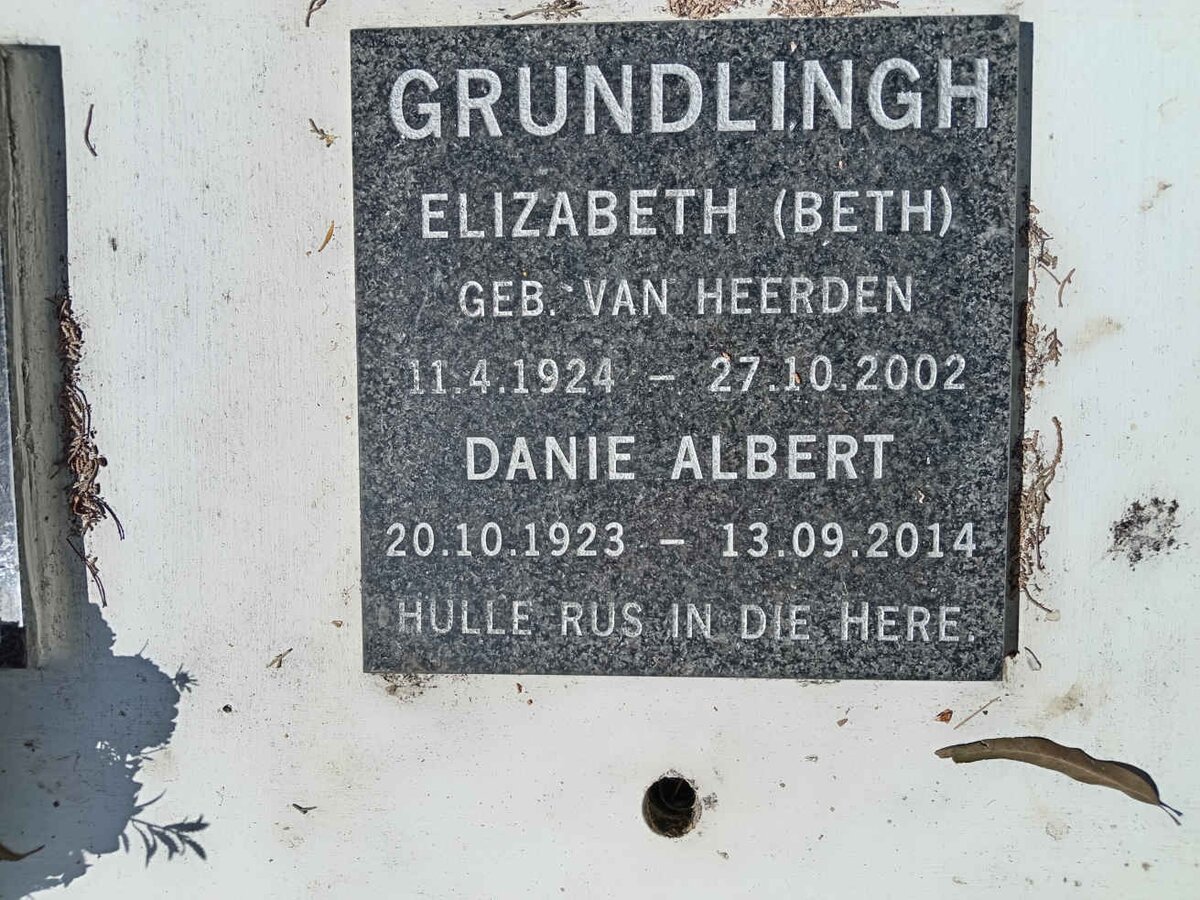 GRUNDLINGH
ELIZABETH (BETH)
GEB. VAN HEERDEN
11.4.1924 – 27.10.2002
DANIE ALBERT
20.10.1923 – 13.09.2014
HULLE RUS IN DIE HERE.